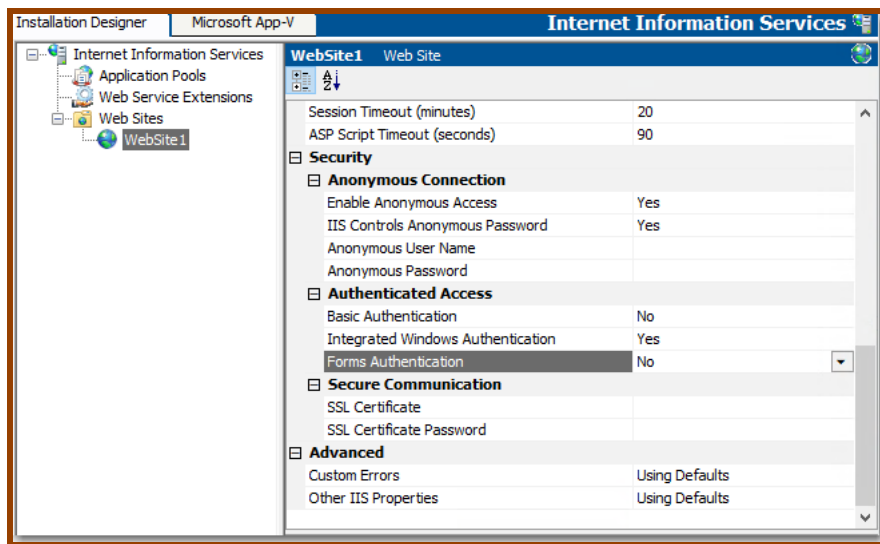 Installation Designer Microsoft App-V Internet Information Services
Internet Information Services
Application Pools
Web Service Extensions
Web Sites
WebSite1
WebSite1 Web Site
Session Timeout (minutes) 20
ASP Script Timeout (seconds) 90
Security
Anonymous Connection
Enable Anonymous Access Yes
IIS Controls Anonymous Password Yes
Anonymous User Name
Anonymous Password
Authenticated Access
Basic Authentication No
Integrated Windows Authentication Yes
Forms Authentication No
Secure Communication
SSL Certificate
SSL Certificate Password
Advanced
Custom Errors Using Defaults
Other IIS Properties Using Defaults